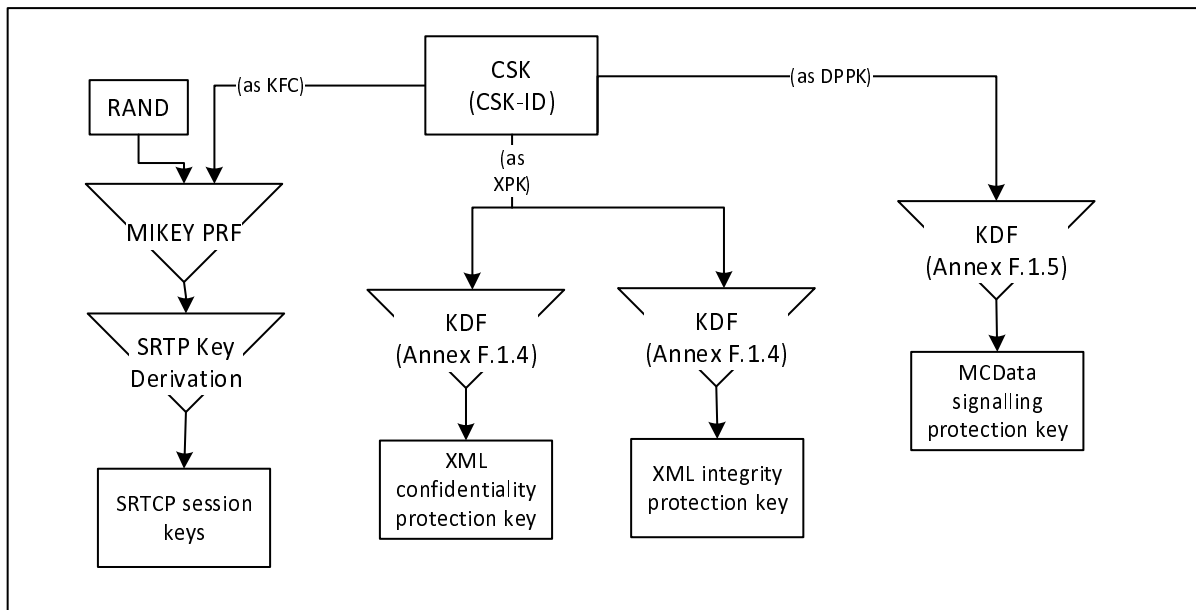 CSK
(CSK-ID)
(as KFC)
(as DPPK)
RAND
(as
XPK)
MIKEY PRF
KDF
(Annex F.1.5)
SRTP Key
Derivation
KDF
(Annex F.1.4)
KDF
(Annex F.1.4)
MCData
signalling
protection key
XML
confidentiality
protection key
XML integrity
protection key
SRTCP session
keys